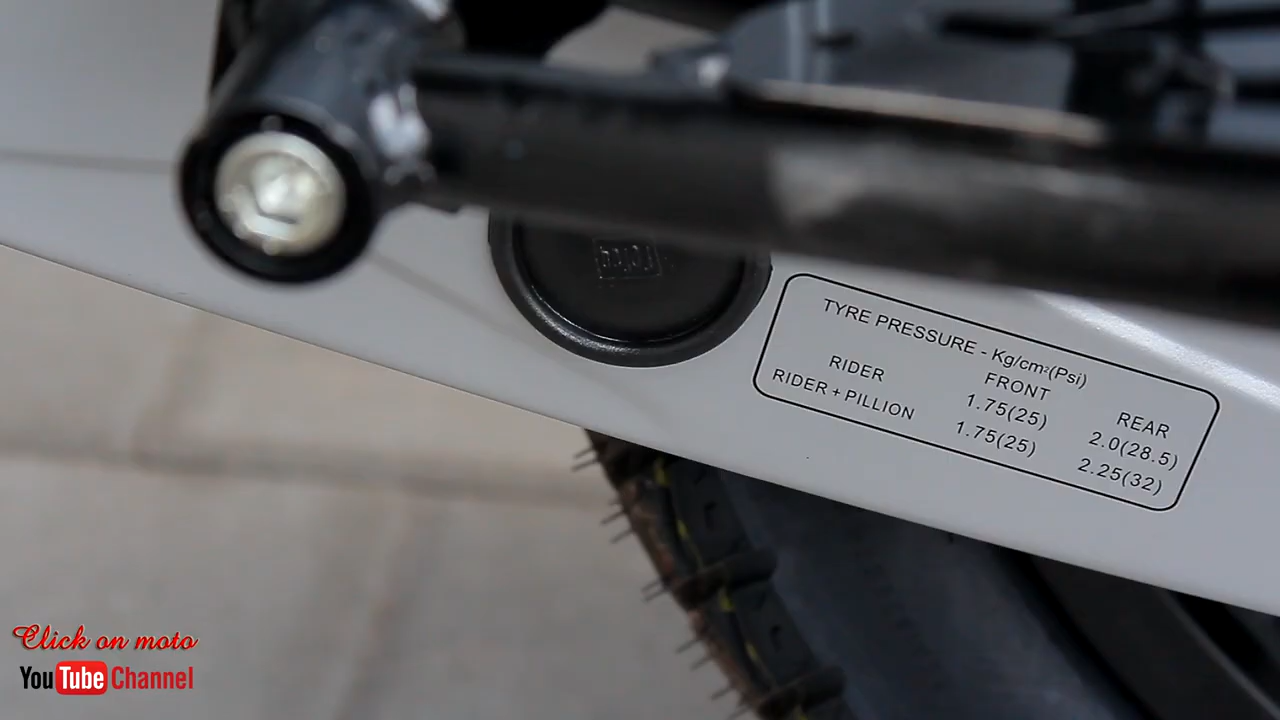 TYRE PRESSURE - Kg/cm²(Psi)
FRONT REAR
RIDER 1.75(25) 2.0(28.5)
RIDER + PILLION 1.75(25) 2.25(32)
Click on moto
YouTube Channel